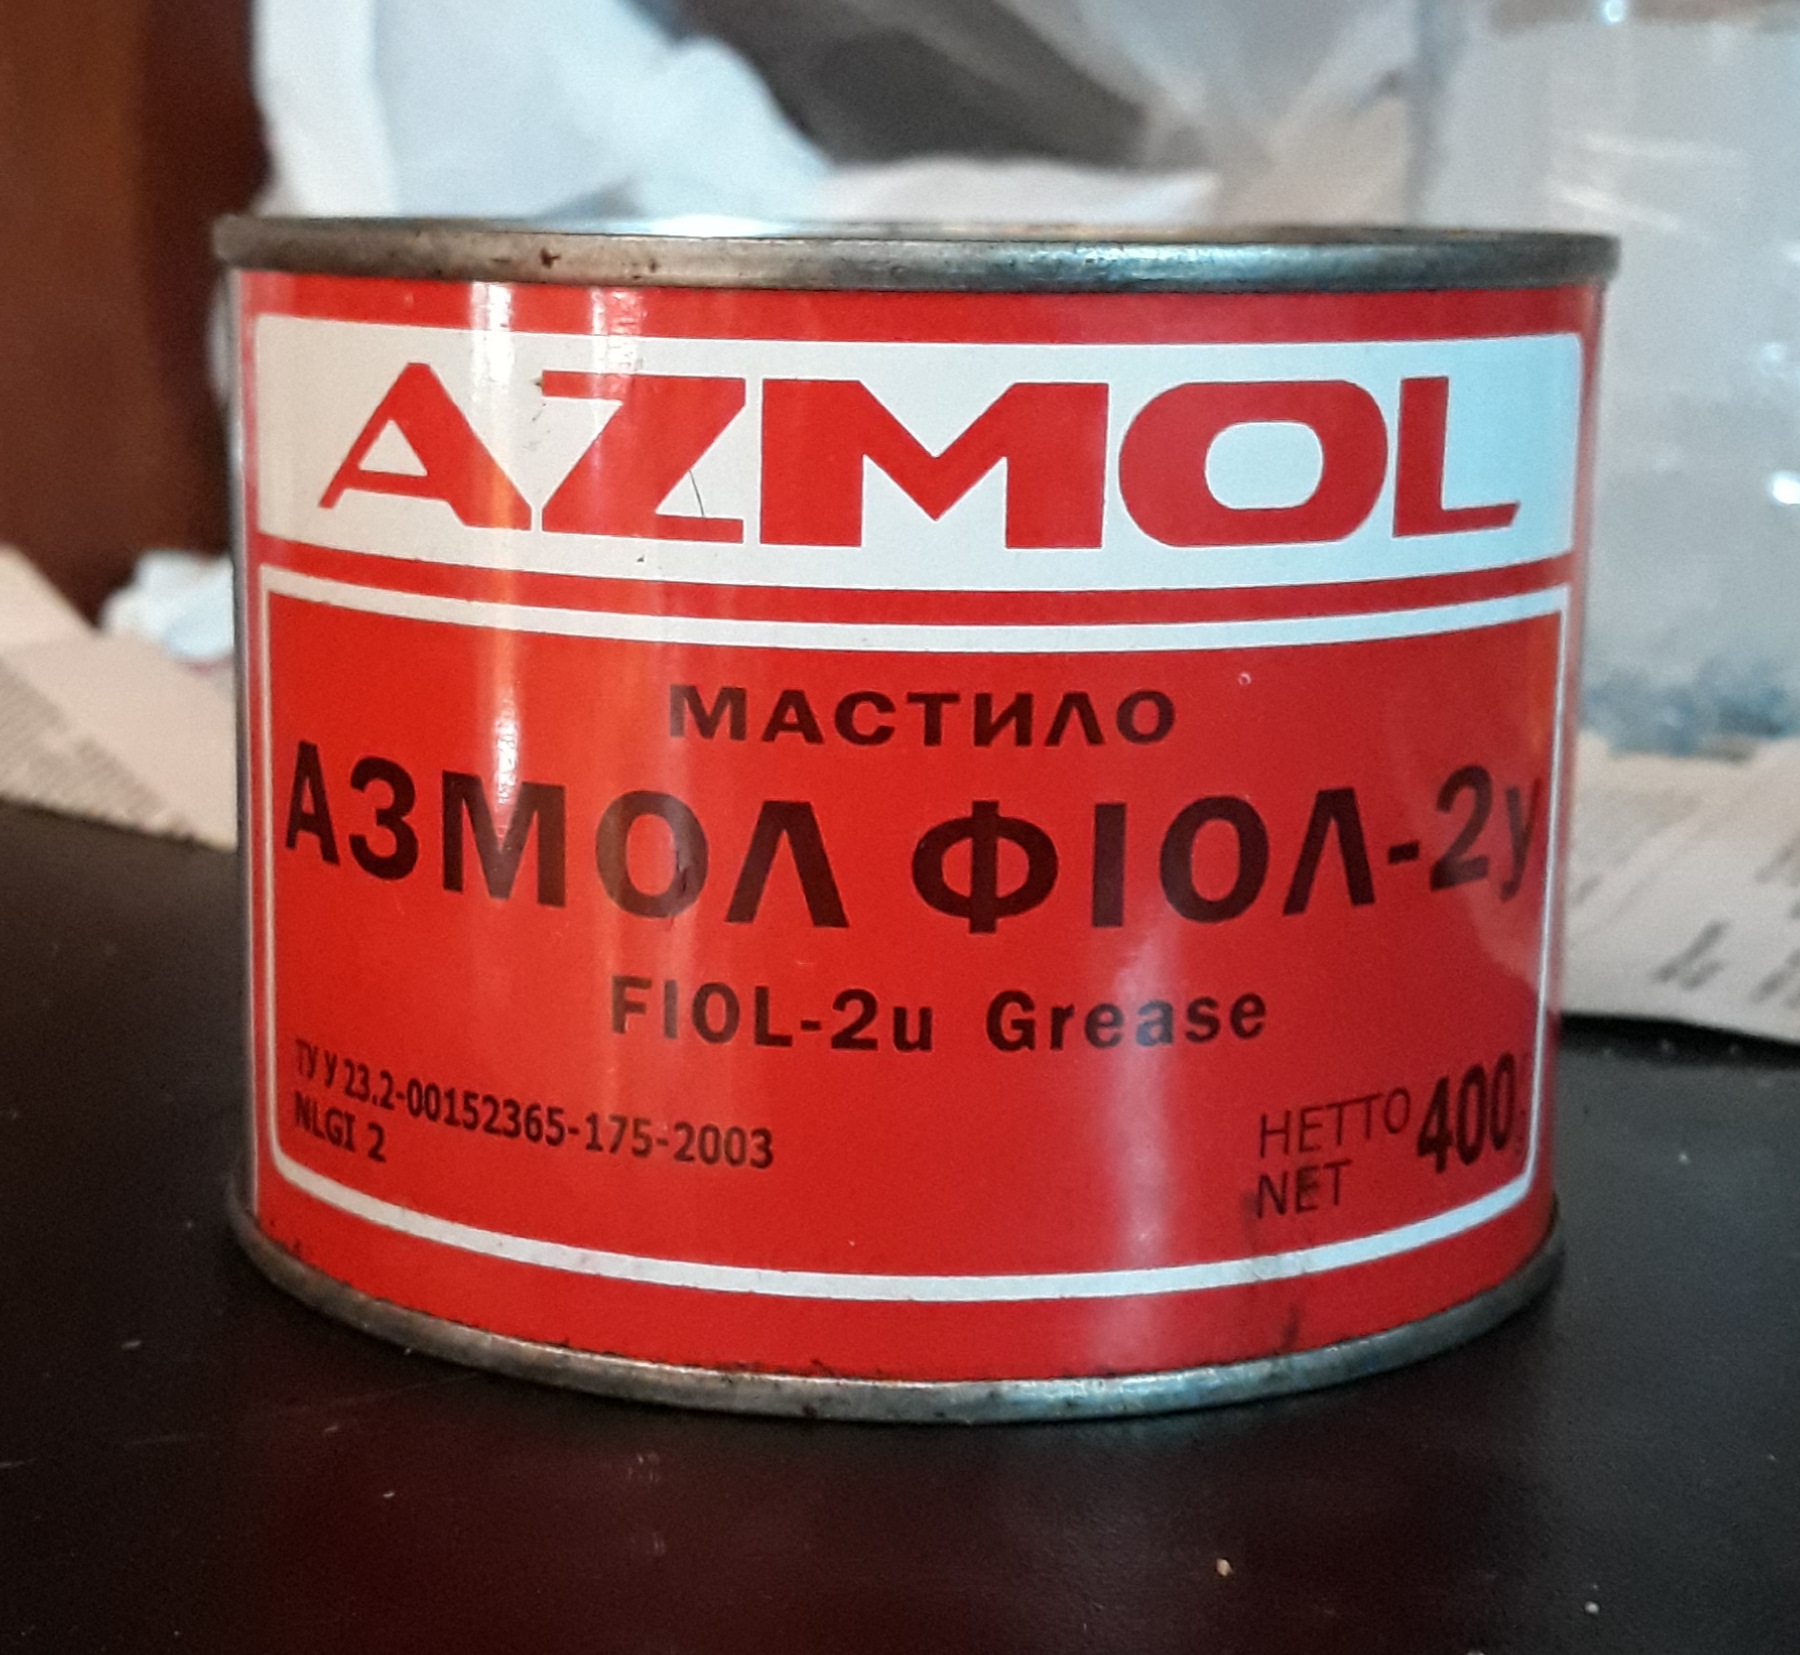 AZMOL
МАСТИЛО
АЗМОЛ ФІОЛ-2у
FIOL-2u Grease
ТУ У 23.2-00152365-175-2003
NLGI 2
НЕТТО 400
NET